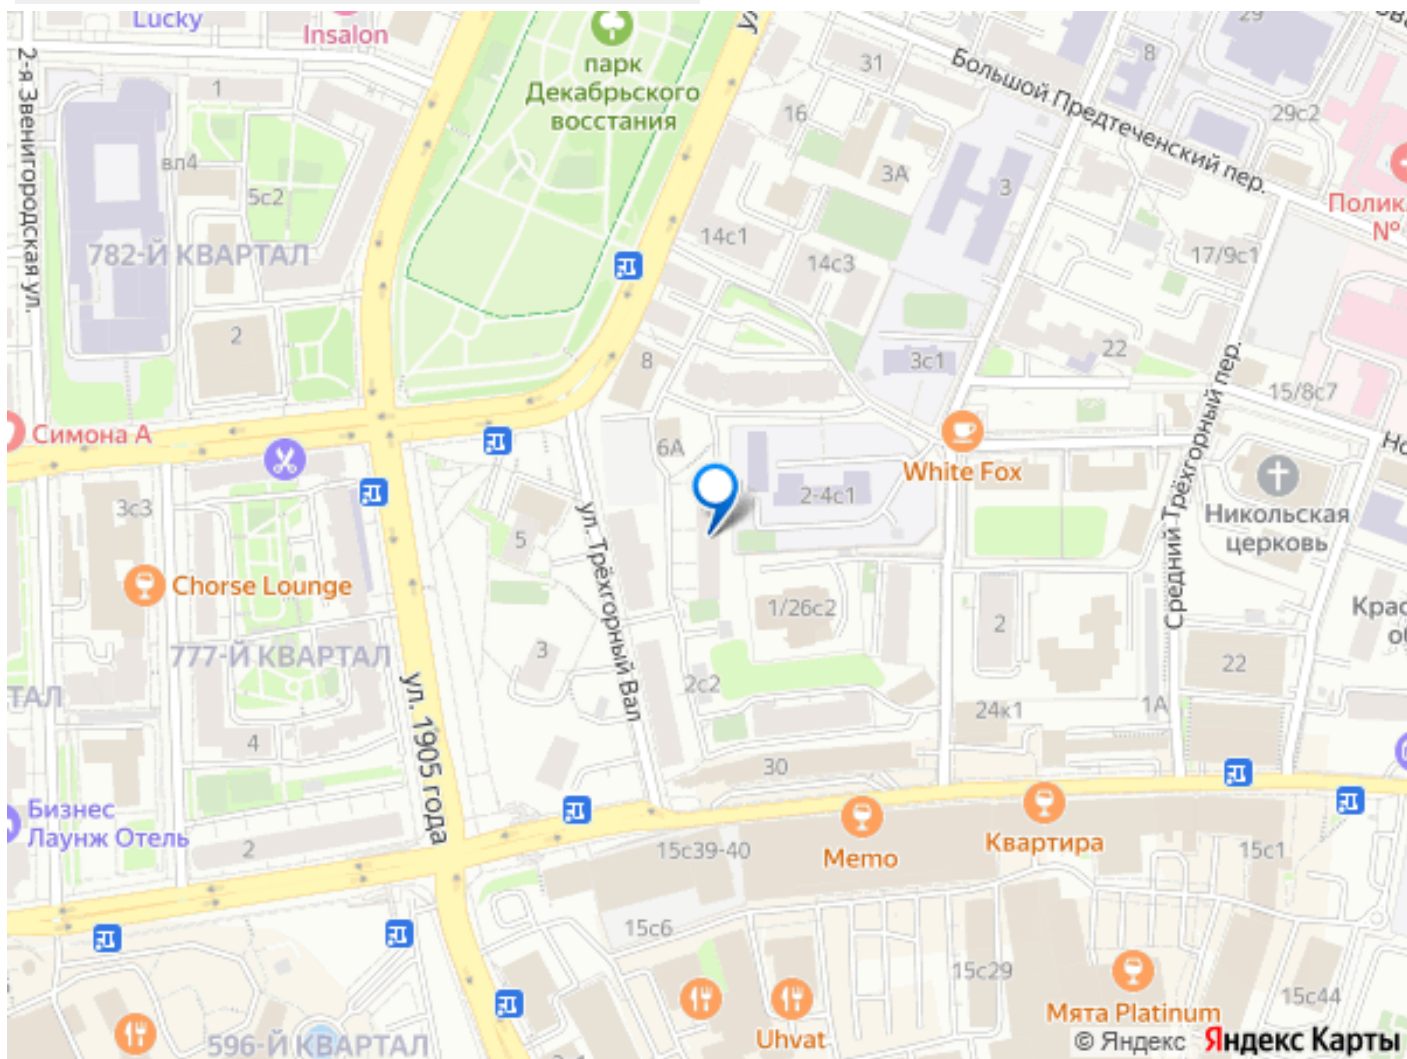 Lucky
Insalon
парк
Декабрьского
восстания
ул
29
8
31
16
Большой Предтеченский пер.
29с2
2-я Звенигородская ул.
1
вл4
5с2
3А
3
Полик
№
782-Й КВАРТАЛ
14с1
14с3
17/9с1
2
8
3с1
22
15/8с7
Симона А
6А
White Fox
Но
3с3
2-4с1
Никольская
церковь
Средний Трёхгорный пер.
5
ул. Трёхгорный Вал
Chorse Lounge
1/26с2
2
Крас
об
777-Й КВАРТАЛ
3
22
ТАЛ
ул. 1905 года
2с2
24к1
1А
4
30
Бизнес
Лаунж Отель
2
15с39-40
Memo
Квартира
15с1
15с6
15с29
15с44
Uhvat
Мята Platinum
596-Й КВАРТАЛ
© Яндекс Яндекс Карты